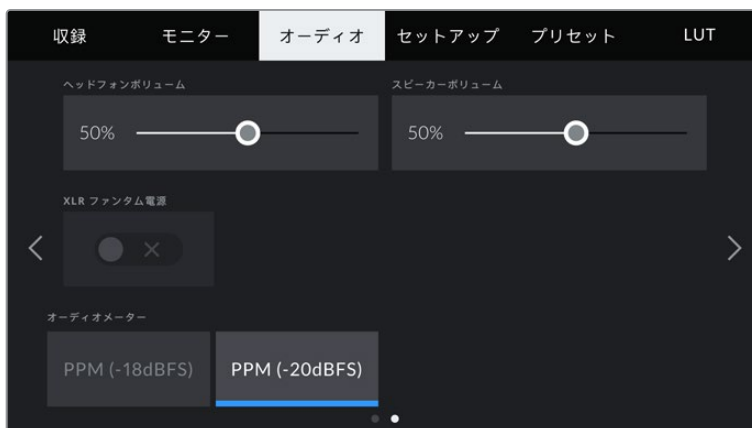 収録 モニター オーディオ セットアップ プリセット LUT
ヘッドフォンボリューム スピーカーボリューム
50% 50%
XLR ファンタム電源
オーディオメーター
PPM (-18dBFS) PPM (-20dBFS)